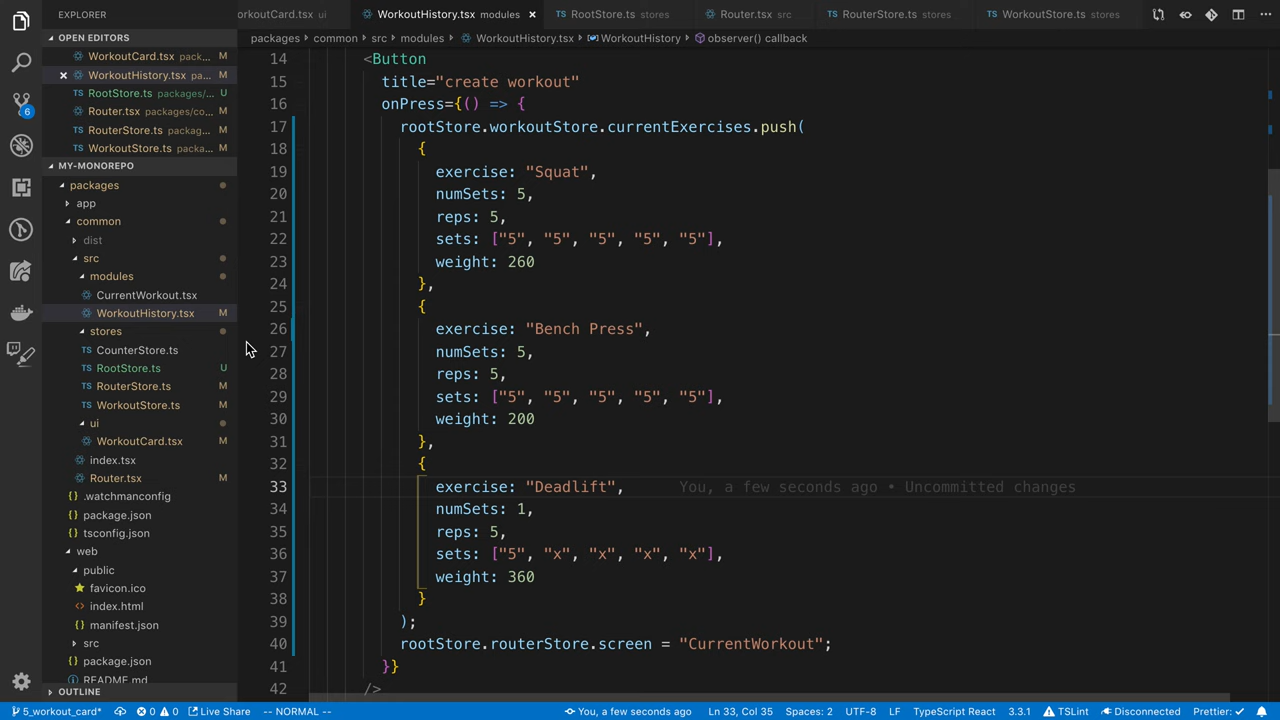 EXPLORER
OPEN EDITORS
WorkoutCard.tsx pack... M
WorkoutHistory.tsx pa... M
RootStore.ts packages/... U
Router.tsx packages/co... M
RouterStore.ts packag... M
WorkoutStore.ts packa... M
MY-MONOREPO
packages
app
common
dist
src
modules
CurrentWorkout.tsx
WorkoutHistory.tsx M
stores
CounterStore.ts
RootStore.ts U
RouterStore.ts M
WorkoutStore.ts M
ui
WorkoutCard.tsx M
index.tsx
Router.tsx M
.watchmanconfig
package.json
tsconfig.json
web
public
favicon.ico
index.html
manifest.json
src
package.json
README.md
OUTLINE
6
orkoutCard.tsx ui WorkoutHistory.tsx modules RootStore.ts stores Router.tsx src RouterStore.ts stores WorkoutStore.ts stores
packages common src modules WorkoutHistory.tsx WorkoutHistory observer() callback
14 <Button
15 title="create workout"
16 onPress={() => {
17 rootStore.workoutStore.currentExercises.push(
18 {
19 exercise: "Squat",
20 numSets: 5,
21 reps: 5,
22 sets: ["5", "5", "5", "5", "5"],
23 weight: 260
24 },
25 {
26 exercise: "Bench Press",
27 numSets: 5,
28 reps: 5,
29 sets: ["5", "5", "5", "5", "5"],
30 weight: 200
31 },
32 {
33 exercise: "Deadlift", You, a few seconds ago • Uncommitted changes
34 numSets: 1,
35 reps: 5,
36 sets: ["5", "x", "x", "x", "x"],
37 weight: 360
38 }
39 );
40 rootStore.routerStore.screen = "CurrentWorkout";
41 }}
42 />
5_workout_card* 0 0 Live Share -- NORMAL -- You, a few seconds ago Ln 33, Col 35 Spaces: 2 UTF-8 LF TypeScript React 3.3.1 TSLint Disconnected Prettier: ✓